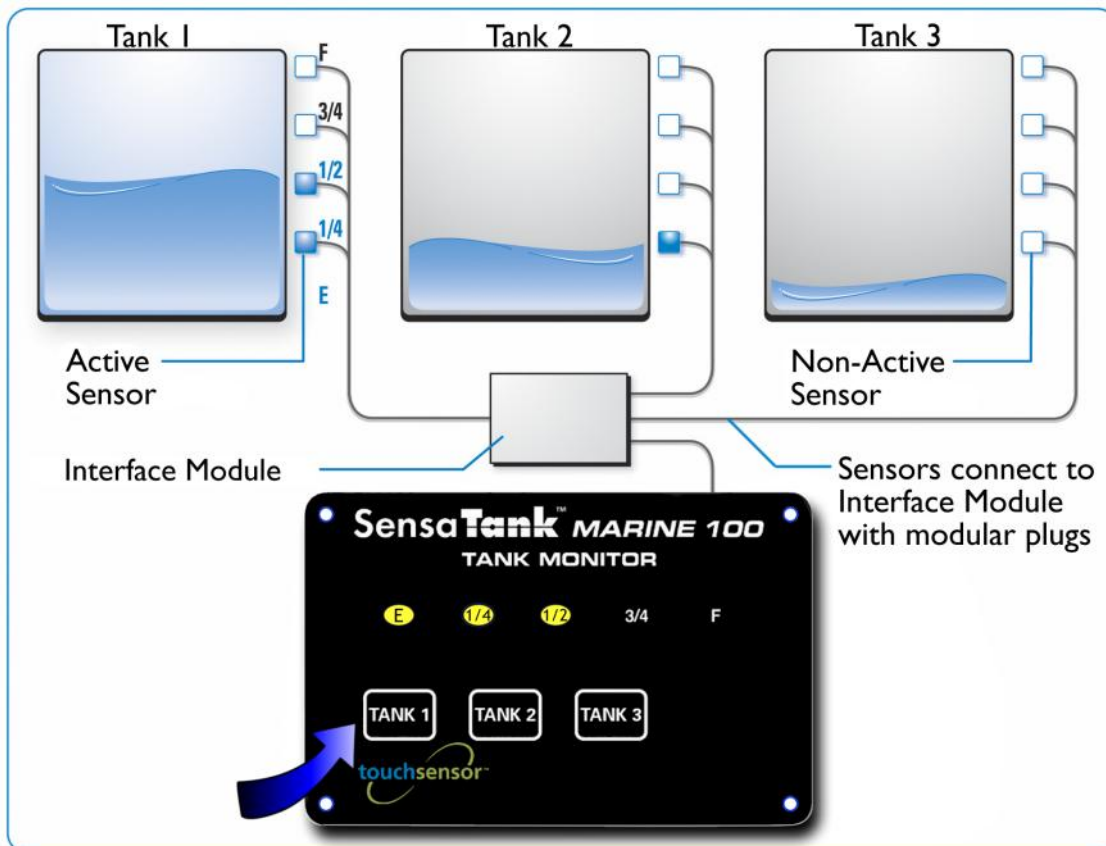 Tank 1
Tank 2
Tank 3
F
3/4
1/2
1/4
E
Active
Sensor
Non-Active
Sensor
Interface Module
Sensors connect to
Interface Module
with modular plugs
SensaTank™ MARINE 100
TANK MONITOR
E 1/4 1/2 3/4 F
TANK 1 TANK 2 TANK 3
touchsensor™